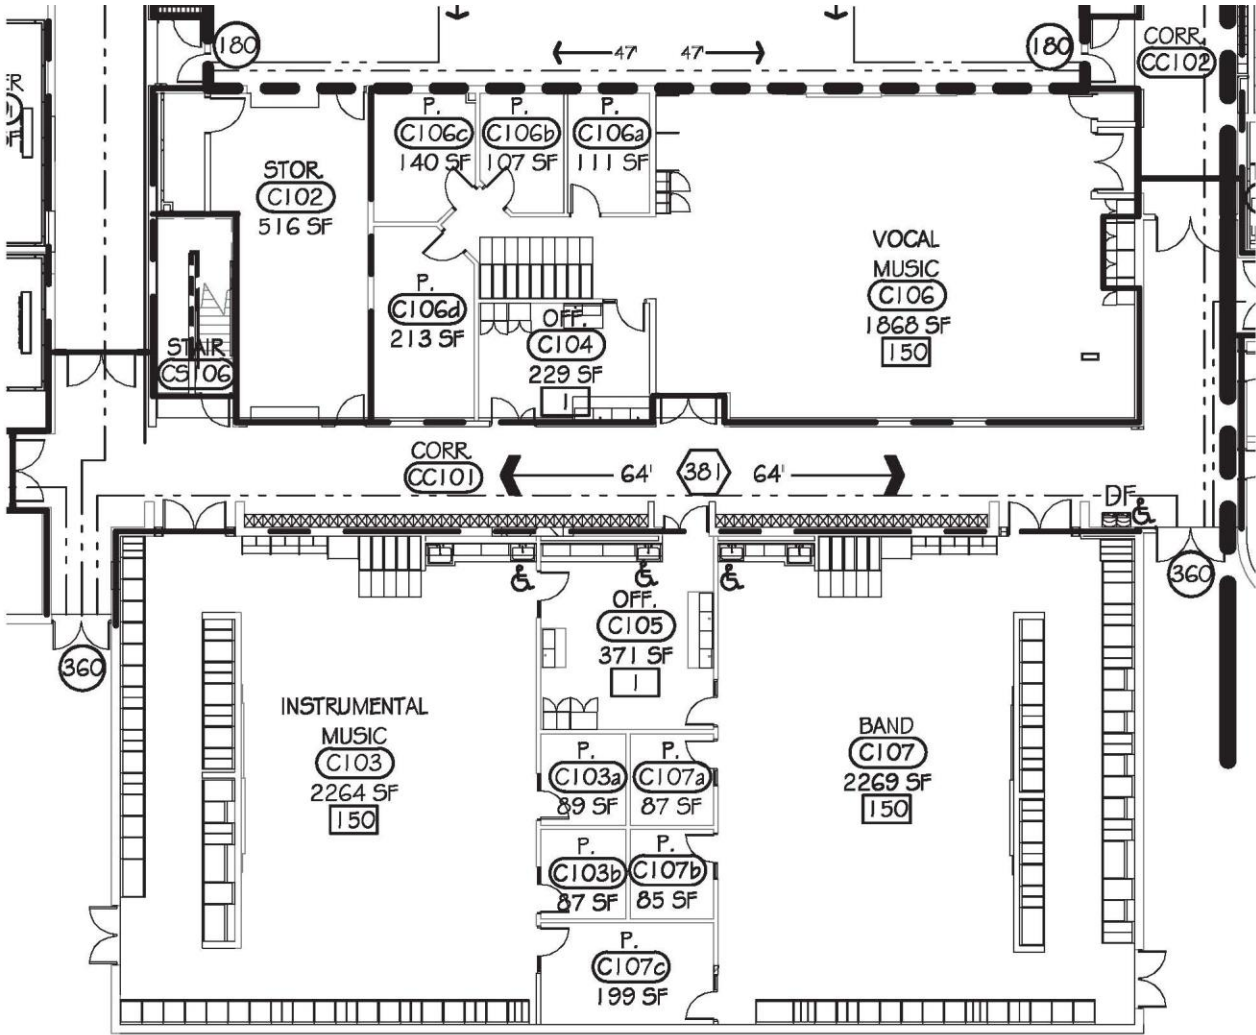 180
47' 47'
180
CORR.
CC102
P.
C106c
140 SF
P.
C106b
107 SF
P.
C106a
111 SF
STOR.
C102
516 SF
VOCAL
MUSIC
C106
1868 SF
150
P.
C106d
213 SF
OFF.
C104
229 SF
1
STAIR
CORR.
CC101
64' 381 64'
DF
360
360
OFF.
C105
371 SF
1
INSTRUMENTAL
MUSIC
C103
2264 SF
150
BAND
C107
2269 SF
150
P.
C103a
89 SF
P.
C107a
87 SF
P.
C103b
87 SF
P.
C107b
85 SF
P.
C107c
199 SF